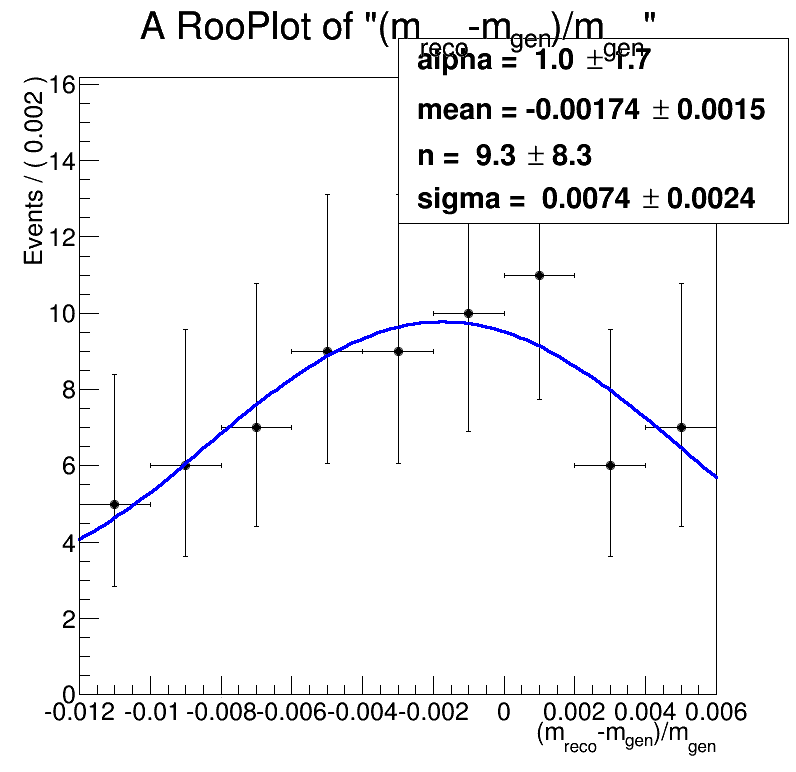 A RooPlot of "(m_reco-m_gen)/m_gen"
alpha = 1.0 ± 1.7
mean = -0.00174 ± 0.0015
n = 9.3 ± 8.3
sigma = 0.0074 ± 0.0024
Events / ( 0.002 )
16
14
12
10
8
6
4
2
0
-0.012 -0.01 -0.008 -0.006 -0.004 -0.002 0 0.002 0.004 0.006
(m_reco-m_gen)/m_gen